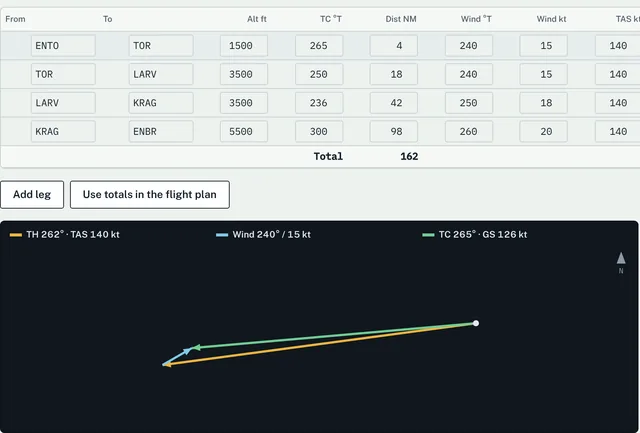 From To Alt ft TC °T Dist NM Wind °T Wind kt TAS kt
ENTO TOR 1500 265 4 240 15 140
TOR LARV 3500 250 18 240 15 140
LARV KRAG 3500 236 42 250 18 140
KRAG ENBR 5500 300 98 260 20 140
Total 162
Add leg Use totals in the flight plan
TH 262° · TAS 140 kt Wind 240° / 15 kt TC 265° · GS 126 kt
N